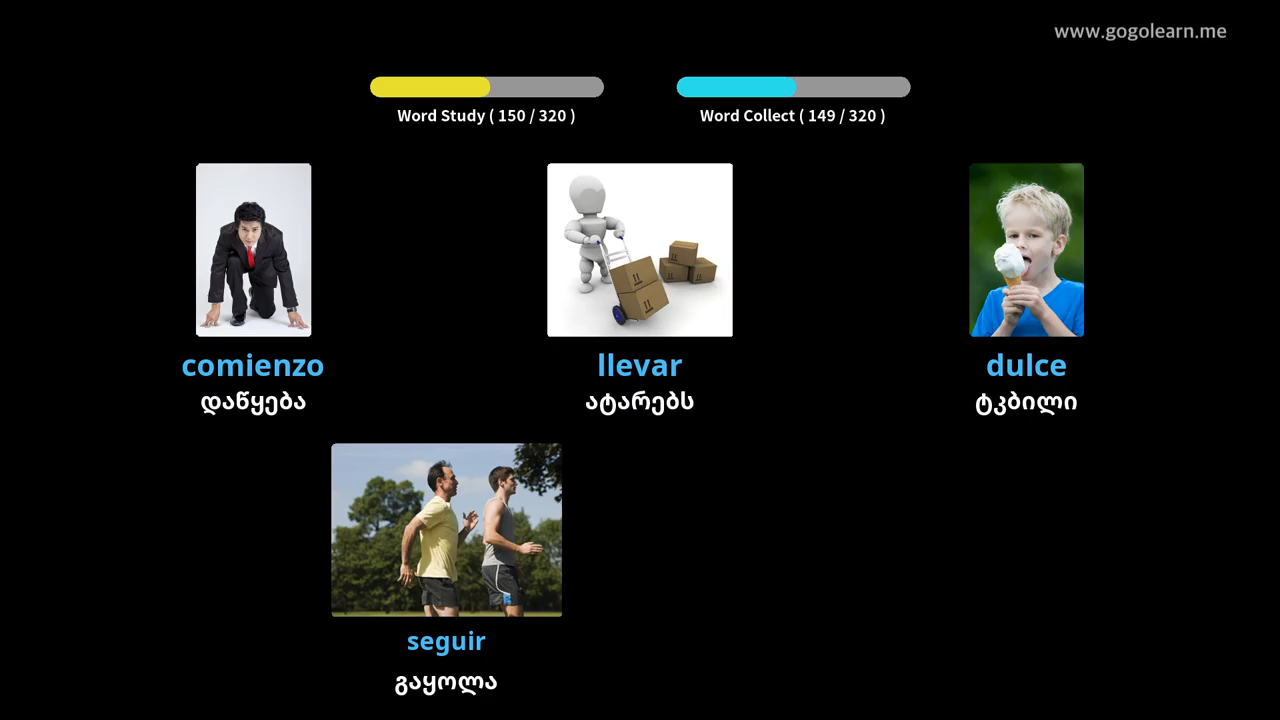 www.gogolearn.me
Word Study ( 150 / 320 )
Word Collect ( 149 / 320 )
comienzo
დაწყება
llevar
ატარებს
dulce
ტკბილი
seguir
გაყოლა